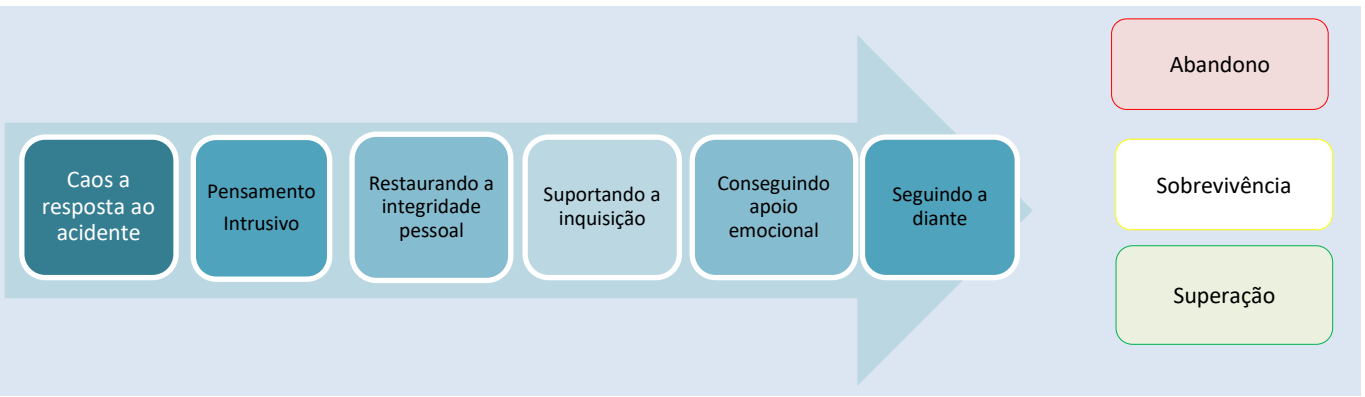 Caos a
resposta ao
acidente
Pensamento
Intrusivo
Restaurando a
integridade
pessoal
Suportando a
inquisição
Conseguindo
apoio
emocional
Seguindo a
diante
Abandono
Sobrevivência
Superação